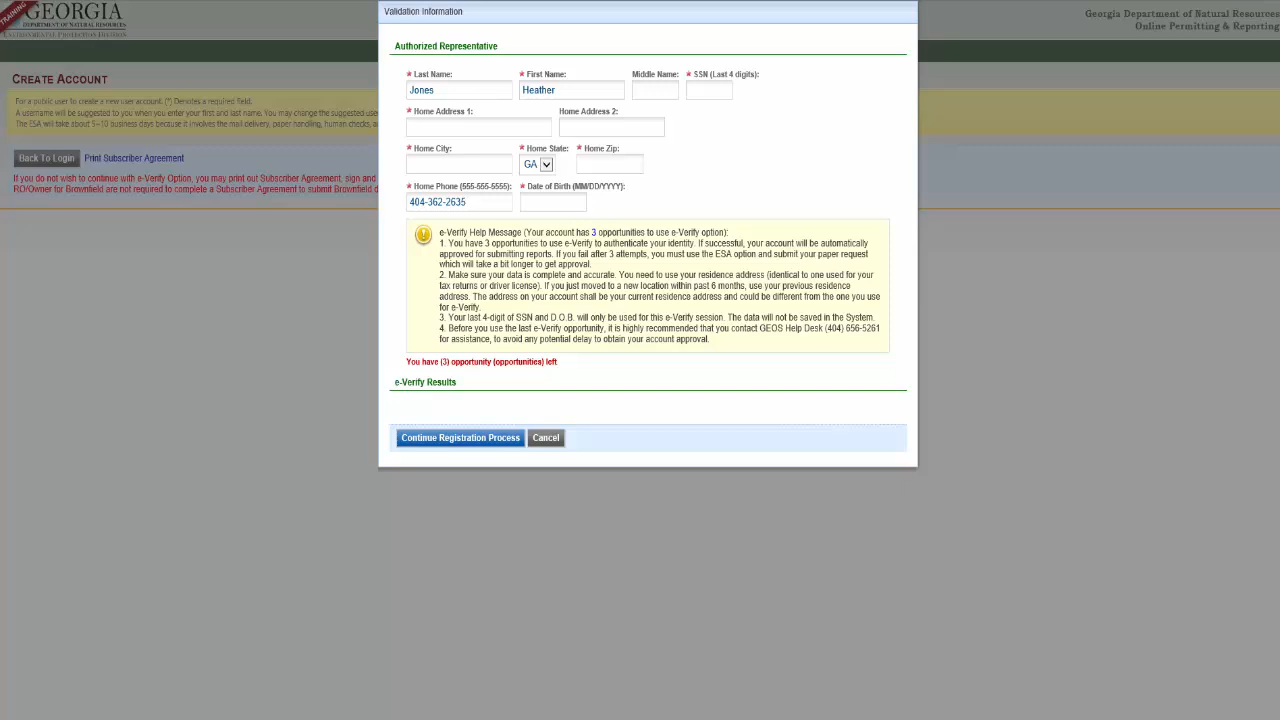 TRAINING
GEORGIA
DEPARTMENT OF NATURAL RESOURCES
ENVIRONMENTAL PROTECTION DIVISION
Georgia Department of Natural Resources
Online Permitting & Reporting
CREATE ACCOUNT
For a public user to create a new user account. (*) Denotes a required field.
A username will be suggested to you when you enter your first and last name. You may change the suggested
The ESA will take about 5~10 business days because it involves the mail delivery, paper handling, human checks,
Back To Login Print Subscriber Agreement
If you do not wish to continue with e-Verify Option, you may print out Subscriber Agreement, sign and
RO/Owner for Brownfield are not required to complete a Subscriber Agreement to submit Brownfield
Validation Information
Authorized Representative
* Last Name: * First Name: Middle Name: * SSN (Last 4 digits):
Jones Heather
* Home Address 1: Home Address 2:
* Home City: * Home State: * Home Zip:
GA
* Home Phone (555-555-5555): * Date of Birth (MM/DD/YYYY):
404-362-2635
e-Verify Help Message (Your account has 3 opportunities to use e-Verify option):
1. You have 3 opportunities to use e-Verify to authenticate your identity. If successful, your account will be automatically
approved for submitting reports. If you fail after 3 attempts, you must use the ESA option and submit your paper request
which will take a bit longer to get approval.
2. Make sure your data is complete and accurate. You need to use your residence address (identical to one used for your
tax returns or driver license). If you just moved to a new location within past 6 months, use your previous residence
address. The address on your account shall be your current residence address and could be different from the one you use
for e-Verify.
3. Your last 4-digit of SSN and D.O.B. will only be used for this e-Verify session. The data will not be saved in the System.
4. Before you use the last e-Verify opportunity, it is highly recommended that you contact GEOS Help Desk (404) 656-5261
for assistance, to avoid any potential delay to obtain your account approval.
You have (3) opportunity (opportunities) left
e-Verify Results
Continue Registration Process Cancel